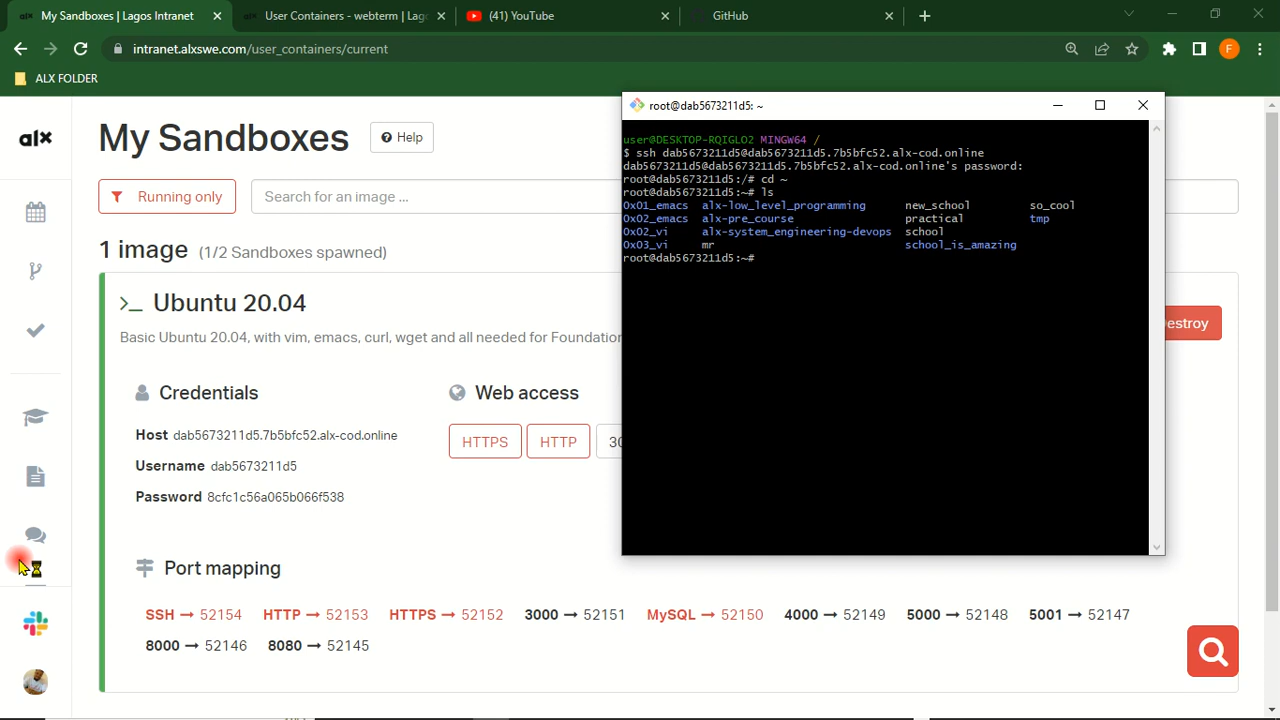 My Sandboxes | Lagos Intranet
User Containers - webterm | Lag
(41) YouTube
GitHub
intranet.alxswe.com/user_containers/current
F
ALX FOLDER
alx
My Sandboxes
Help
Running only
Search for an image ...
1 image (1/2 Sandboxes spawned)
>_ Ubuntu 20.04
Basic Ubuntu 20.04, with vim, emacs, curl, wget and all needed for Foundation
estroy
Credentials
Web access
Host dab5673211d5.7b5bfc52.alx-cod.online
HTTPS HTTP 30
Username dab5673211d5
Password 8cfc1c56a065b066f538
Port mapping
SSH → 52154 HTTP → 52153 HTTPS → 52152 3000 → 52151 MySQL → 52150 4000 → 52149 5000 → 52148 5001 → 52147
8000 → 52146 8080 → 52145
root@dab5673211d5: ~
user@DESKTOP-RQIGLO2 MINGW64 /
$ ssh dab5673211d5@dab5673211d5.7b5bfc52.alx-cod.online
dab5673211d5@dab5673211d5.7b5bfc52.alx-cod.online's password:
root@dab5673211d5:/# cd ~
root@dab5673211d5:~# ls
0x01_emacs alx-low_level_programming new_school so_cool
0x02_emacs alx-pre_course practical tmp
0x02_vi alx-system_engineering-devops school
0x03_vi mr school_is_amazing
root@dab5673211d5:~#